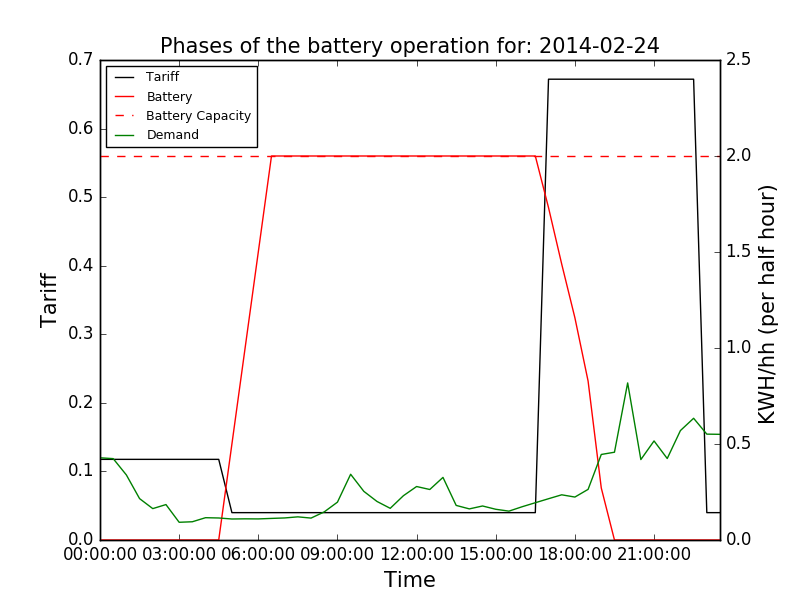 Phases of the battery operation for: 2014-02-24
0.7
0.6
0.5
0.4
0.3
0.2
0.1
0.0
Tariff
Tariff
Battery
Battery Capacity
Demand
2.5
2.0
1.5
1.0
0.5
0.0
KWH/hh (per half hour)
00:00:00 03:00:00 06:00:00 09:00:00 12:00:00 15:00:00 18:00:00 21:00:00
Time